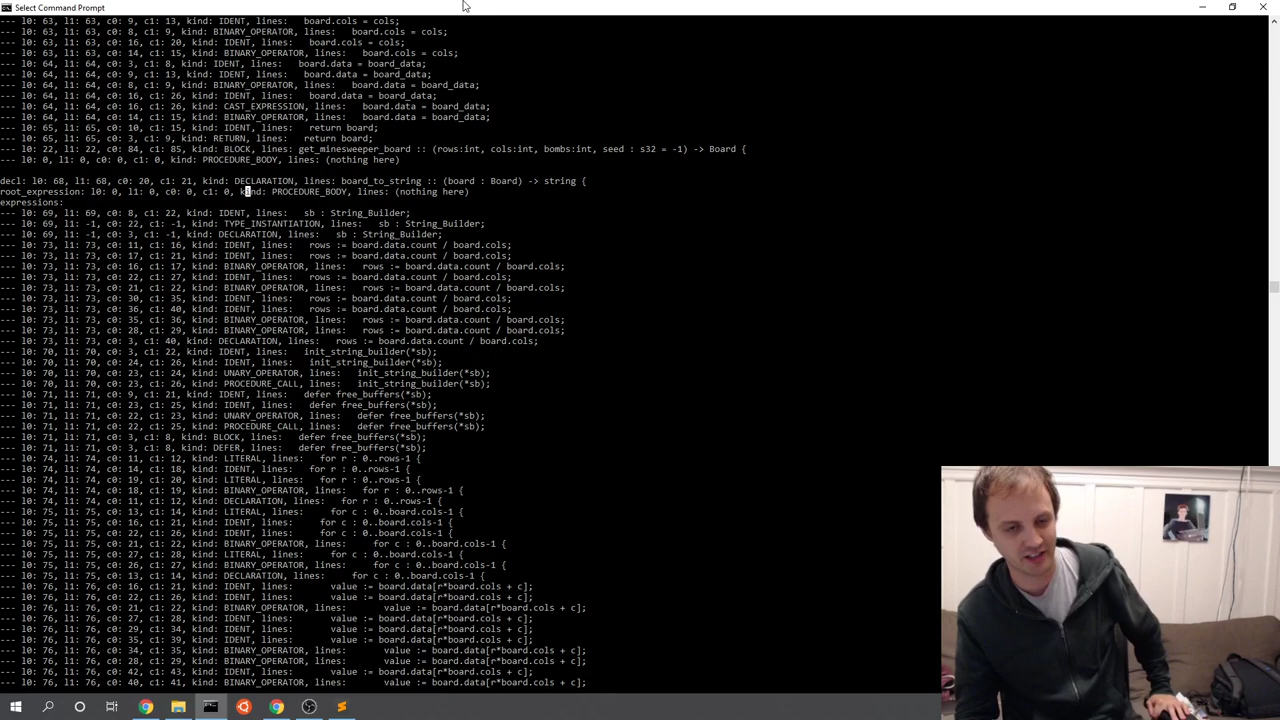 Select Command Prompt
--- l0: 63, l1: 63, c0: 9, c1: 13, kind: IDENT, lines:   board.cols = cols;
--- l0: 63, l1: 63, c0: 8, c1: 9, kind: BINARY_OPERATOR, lines:   board.cols = cols;
--- l0: 63, l1: 63, c0: 16, c1: 20, kind: IDENT, lines:   board.cols = cols;
--- l0: 63, l1: 63, c0: 14, c1: 15, kind: BINARY_OPERATOR, lines:   board.cols = cols;
--- l0: 64, l1: 64, c0: 3, c1: 8, kind: IDENT, lines:   board.data = board_data;
--- l0: 64, l1: 64, c0: 9, c1: 13, kind: IDENT, lines:   board.data = board_data;
--- l0: 64, l1: 64, c0: 8, c1: 9, kind: BINARY_OPERATOR, lines:   board.data = board_data;
--- l0: 64, l1: 64, c0: 16, c1: 26, kind: IDENT, lines:   board.data = board_data;
--- l0: 64, l1: 64, c0: 16, c1: 26, kind: CAST_EXPRESSION, lines:   board.data = board_data;
--- l0: 64, l1: 64, c0: 14, c1: 15, kind: BINARY_OPERATOR, lines:   board.data = board_data;
--- l0: 65, l1: 65, c0: 10, c1: 15, kind: IDENT, lines:   return board;
--- l0: 65, l1: 65, c0: 3, c1: 9, kind: RETURN, lines:   return board;
--- l0: 22, l1: 22, c0: 84, c1: 85, kind: BLOCK, lines: get_minesweeper_board :: (rows:int, cols:int, bombs:int, seed : s32 = -1) -> Board {
--- l0: 0, l1: 0, c0: 0, c1: 0, kind: PROCEDURE_BODY, lines: (nothing here)
decl: l0: 68, l1: 68, c0: 20, c1: 21, kind: DECLARATION, lines: board_to_string :: (board : Board) -> string {
root_expression: l0: 0, l1: 0, c0: 0, c1: 0, kind: PROCEDURE_BODY, lines: (nothing here)
expressions:
--- l0: 69, l1: 69, c0: 8, c1: 22, kind: IDENT, lines:   sb : String_Builder;
--- l0: 69, l1: -1, c0: 22, c1: -1, kind: TYPE_INSTANTIATION, lines:   sb : String_Builder;
--- l0: 69, l1: -1, c0: 3, c1: -1, kind: DECLARATION, lines:   sb : String_Builder;
--- l0: 73, l1: 73, c0: 11, c1: 16, kind: IDENT, lines:   rows := board.data.count / board.cols;
--- l0: 73, l1: 73, c0: 17, c1: 21, kind: IDENT, lines:   rows := board.data.count / board.cols;
--- l0: 73, l1: 73, c0: 16, c1: 17, kind: BINARY_OPERATOR, lines:   rows := board.data.count / board.cols;
--- l0: 73, l1: 73, c0: 22, c1: 27, kind: IDENT, lines:   rows := board.data.count / board.cols;
--- l0: 73, l1: 73, c0: 21, c1: 22, kind: BINARY_OPERATOR, lines:   rows := board.data.count / board.cols;
--- l0: 73, l1: 73, c0: 30, c1: 35, kind: IDENT, lines:   rows := board.data.count / board.cols;
--- l0: 73, l1: 73, c0: 36, c1: 40, kind: IDENT, lines:   rows := board.data.count / board.cols;
--- l0: 73, l1: 73, c0: 35, c1: 36, kind: BINARY_OPERATOR, lines:   rows := board.data.count / board.cols;
--- l0: 73, l1: 73, c0: 28, c1: 29, kind: BINARY_OPERATOR, lines:   rows := board.data.count / board.cols;
--- l0: 73, l1: 73, c0: 3, c1: 40, kind: DECLARATION, lines:   rows := board.data.count / board.cols;
--- l0: 70, l1: 70, c0: 3, c1: 22, kind: IDENT, lines:   init_string_builder(*sb);
--- l0: 70, l1: 70, c0: 24, c1: 26, kind: IDENT, lines:   init_string_builder(*sb);
--- l0: 70, l1: 70, c0: 23, c1: 24, kind: UNARY_OPERATOR, lines:   init_string_builder(*sb);
--- l0: 70, l1: 70, c0: 23, c1: 26, kind: PROCEDURE_CALL, lines:   init_string_builder(*sb);
--- l0: 71, l1: 71, c0: 9, c1: 21, kind: IDENT, lines:   defer free_buffers(*sb);
--- l0: 71, l1: 71, c0: 23, c1: 25, kind: IDENT, lines:   defer free_buffers(*sb);
--- l0: 71, l1: 71, c0: 22, c1: 23, kind: UNARY_OPERATOR, lines:   defer free_buffers(*sb);
--- l0: 71, l1: 71, c0: 22, c1: 25, kind: PROCEDURE_CALL, lines:   defer free_buffers(*sb);
--- l0: 71, l1: 71, c0: 3, c1: 8, kind: BLOCK, lines:   defer free_buffers(*sb);
--- l0: 71, l1: 71, c0: 3, c1: 8, kind: DEFER, lines:   defer free_buffers(*sb);
--- l0: 74, l1: 74, c0: 11, c1: 12, kind: LITERAL, lines:   for r : 0..rows-1 {
--- l0: 74, l1: 74, c0: 14, c1: 18, kind: IDENT, lines:   for r : 0..rows-1 {
--- l0: 74, l1: 74, c0: 19, c1: 20, kind: LITERAL, lines:   for r : 0..rows-1 {
--- l0: 74, l1: 74, c0: 18, c1: 19, kind: BINARY_OPERATOR, lines:   for r : 0..rows-1 {
--- l0: 74, l1: 74, c0: 11, c1: 12, kind: DECLARATION, lines:   for r : 0..rows-1 {
--- l0: 75, l1: 75, c0: 13, c1: 14, kind: LITERAL, lines:     for c : 0..board.cols-1 {
--- l0: 75, l1: 75, c0: 16, c1: 21, kind: IDENT, lines:     for c : 0..board.cols-1 {
--- l0: 75, l1: 75, c0: 22, c1: 26, kind: IDENT, lines:     for c : 0..board.cols-1 {
--- l0: 75, l1: 75, c0: 21, c1: 22, kind: BINARY_OPERATOR, lines:     for c : 0..board.cols-1 {
--- l0: 75, l1: 75, c0: 27, c1: 28, kind: LITERAL, lines:     for c : 0..board.cols-1 {
--- l0: 75, l1: 75, c0: 26, c1: 27, kind: BINARY_OPERATOR, lines:     for c : 0..board.cols-1 {
--- l0: 75, l1: 75, c0: 13, c1: 14, kind: DECLARATION, lines:     for c : 0..board.cols-1 {
--- l0: 76, l1: 76, c0: 16, c1: 21, kind: IDENT, lines:       value := board.data[r*board.cols + c];
--- l0: 76, l1: 76, c0: 22, c1: 26, kind: IDENT, lines:       value := board.data[r*board.cols + c];
--- l0: 76, l1: 76, c0: 21, c1: 22, kind: BINARY_OPERATOR, lines:       value := board.data[r*board.cols + c];
--- l0: 76, l1: 76, c0: 27, c1: 28, kind: IDENT, lines:       value := board.data[r*board.cols + c];
--- l0: 76, l1: 76, c0: 29, c1: 34, kind: IDENT, lines:       value := board.data[r*board.cols + c];
--- l0: 76, l1: 76, c0: 35, c1: 39, kind: IDENT, lines:       value := board.data[r*board.cols + c];
--- l0: 76, l1: 76, c0: 34, c1: 35, kind: BINARY_OPERATOR, lines:       value := board.data[r*board.cols + c];
--- l0: 76, l1: 76, c0: 28, c1: 29, kind: BINARY_OPERATOR, lines:       value := board.data[r*board.cols + c];
--- l0: 76, l1: 76, c0: 42, c1: 43, kind: IDENT, lines:       value := board.data[r*board.cols + c];
--- l0: 76, l1: 76, c0: 40, c1: 41, kind: BINARY_OPERATOR, lines:       value := board.data[r*board.cols + c];